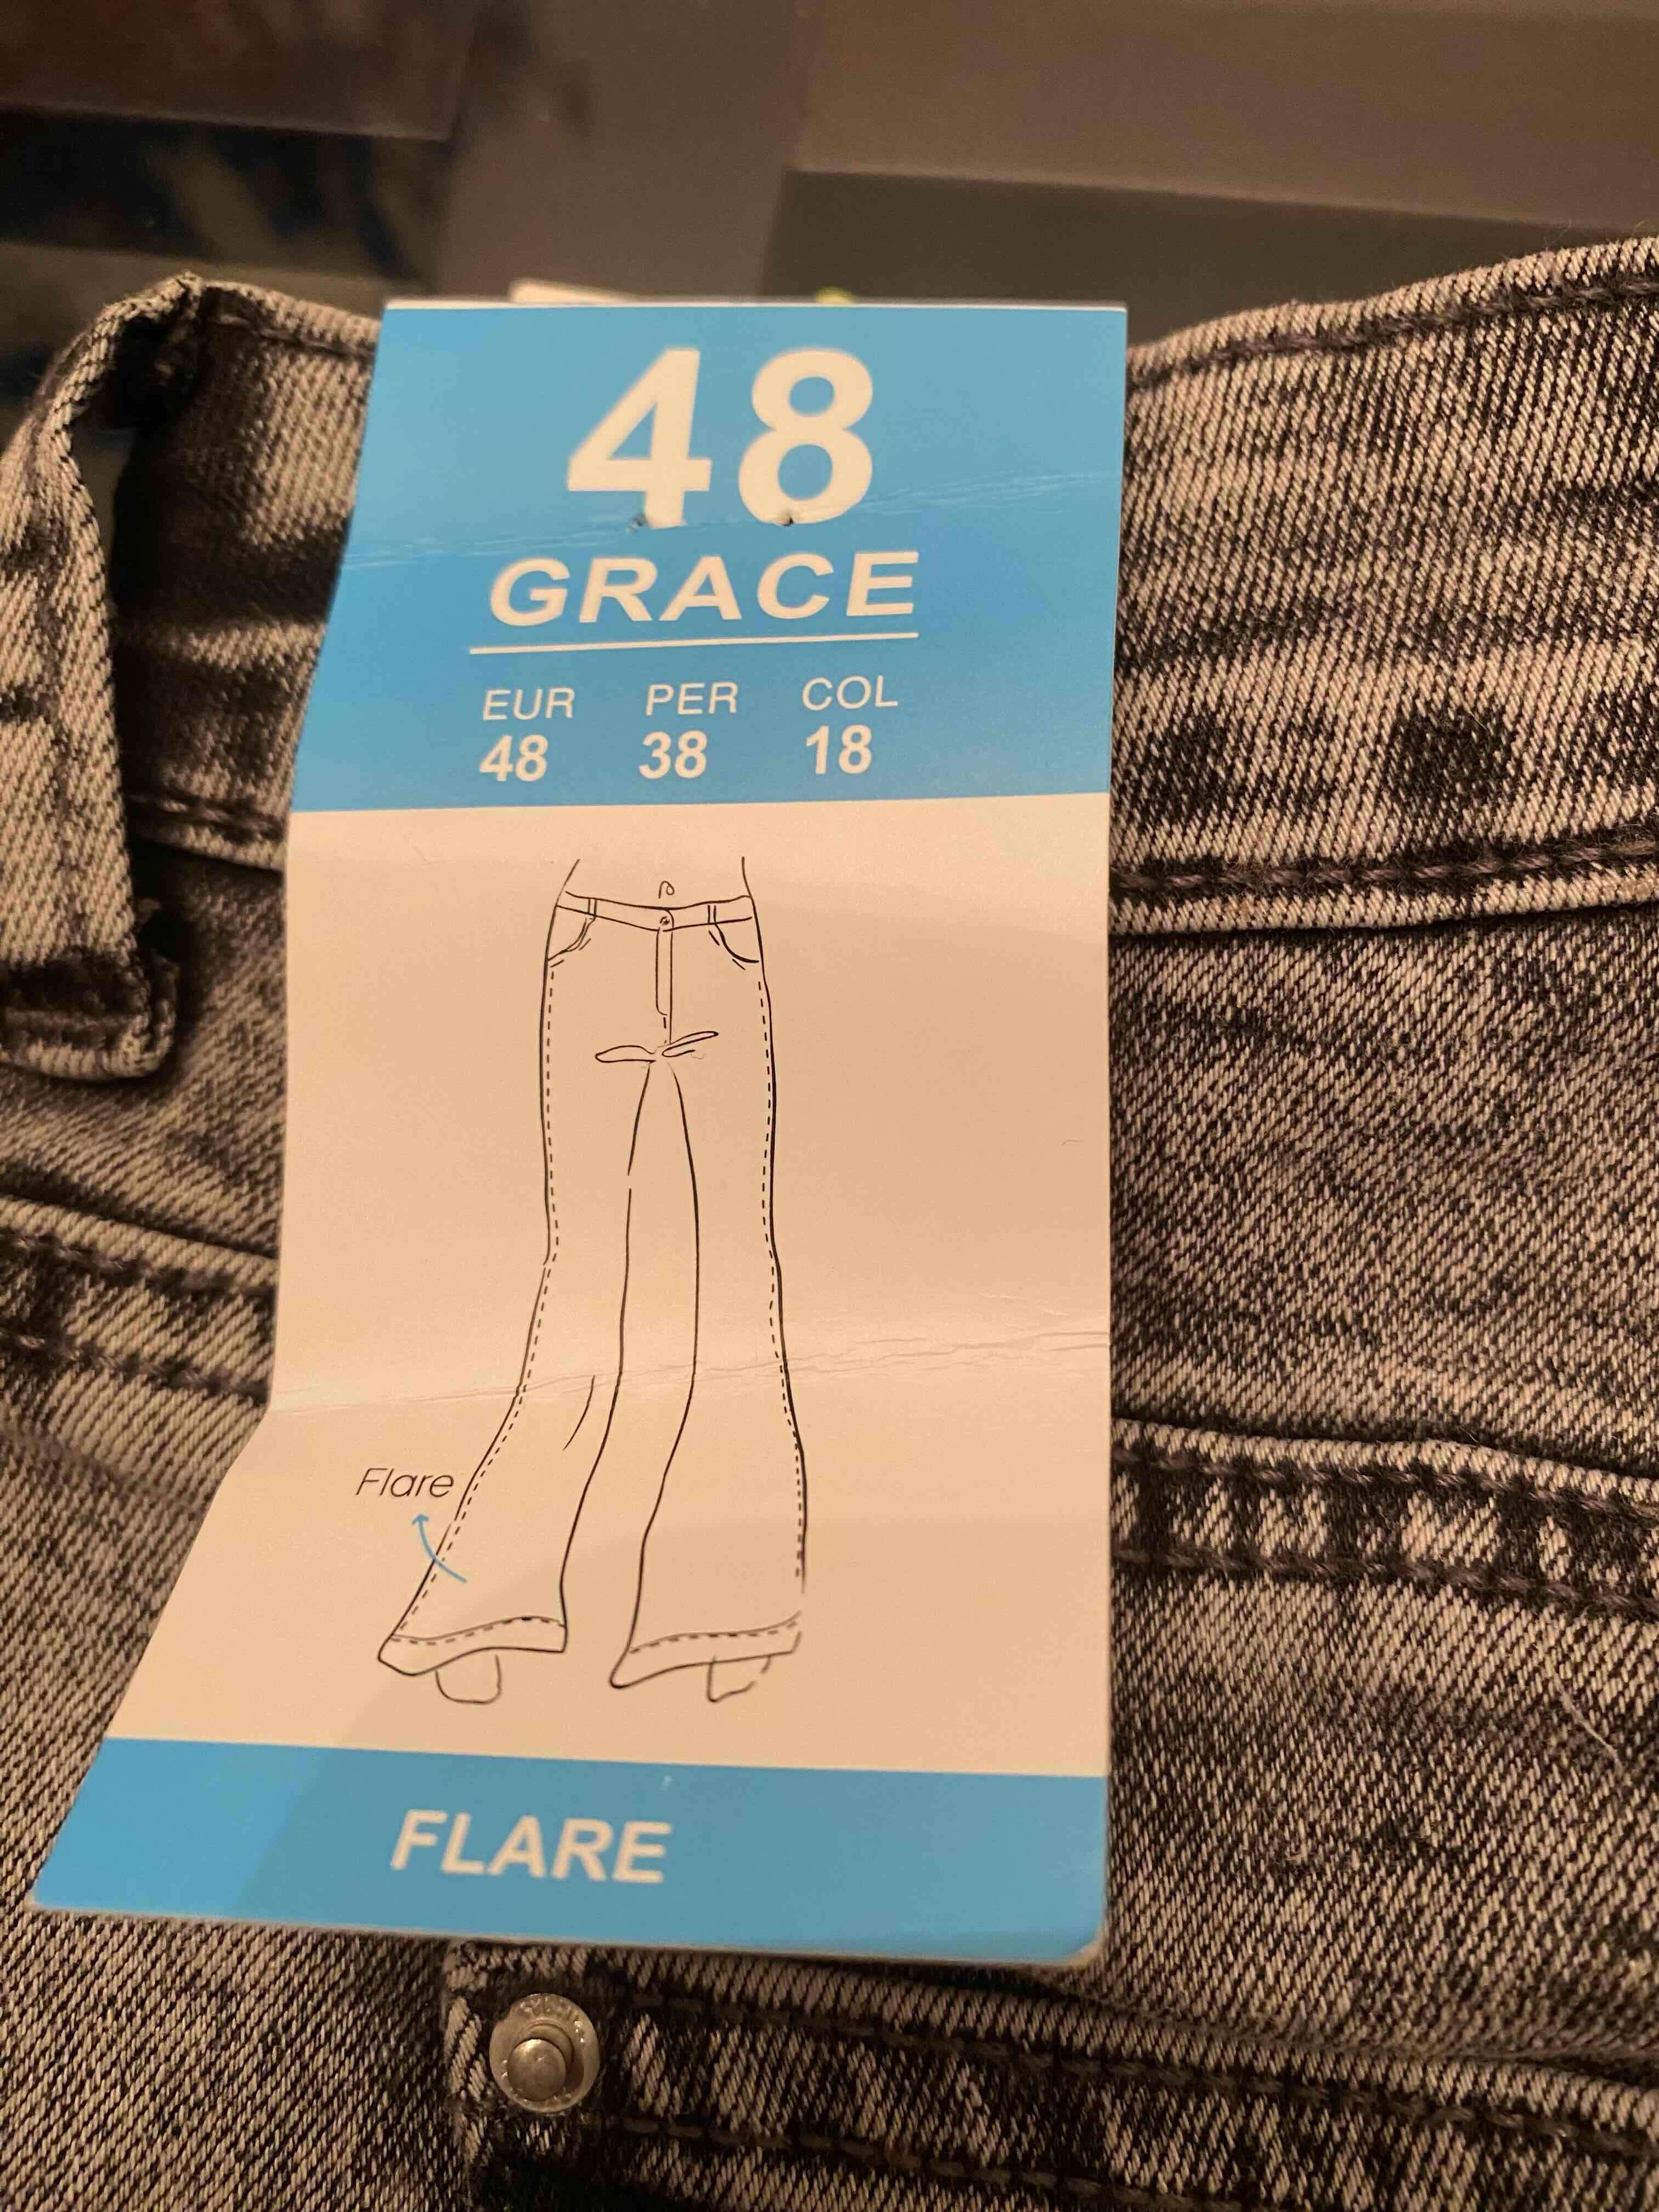 48
GRACE
EUR PER COL
48 38 18
Flare
FLARE